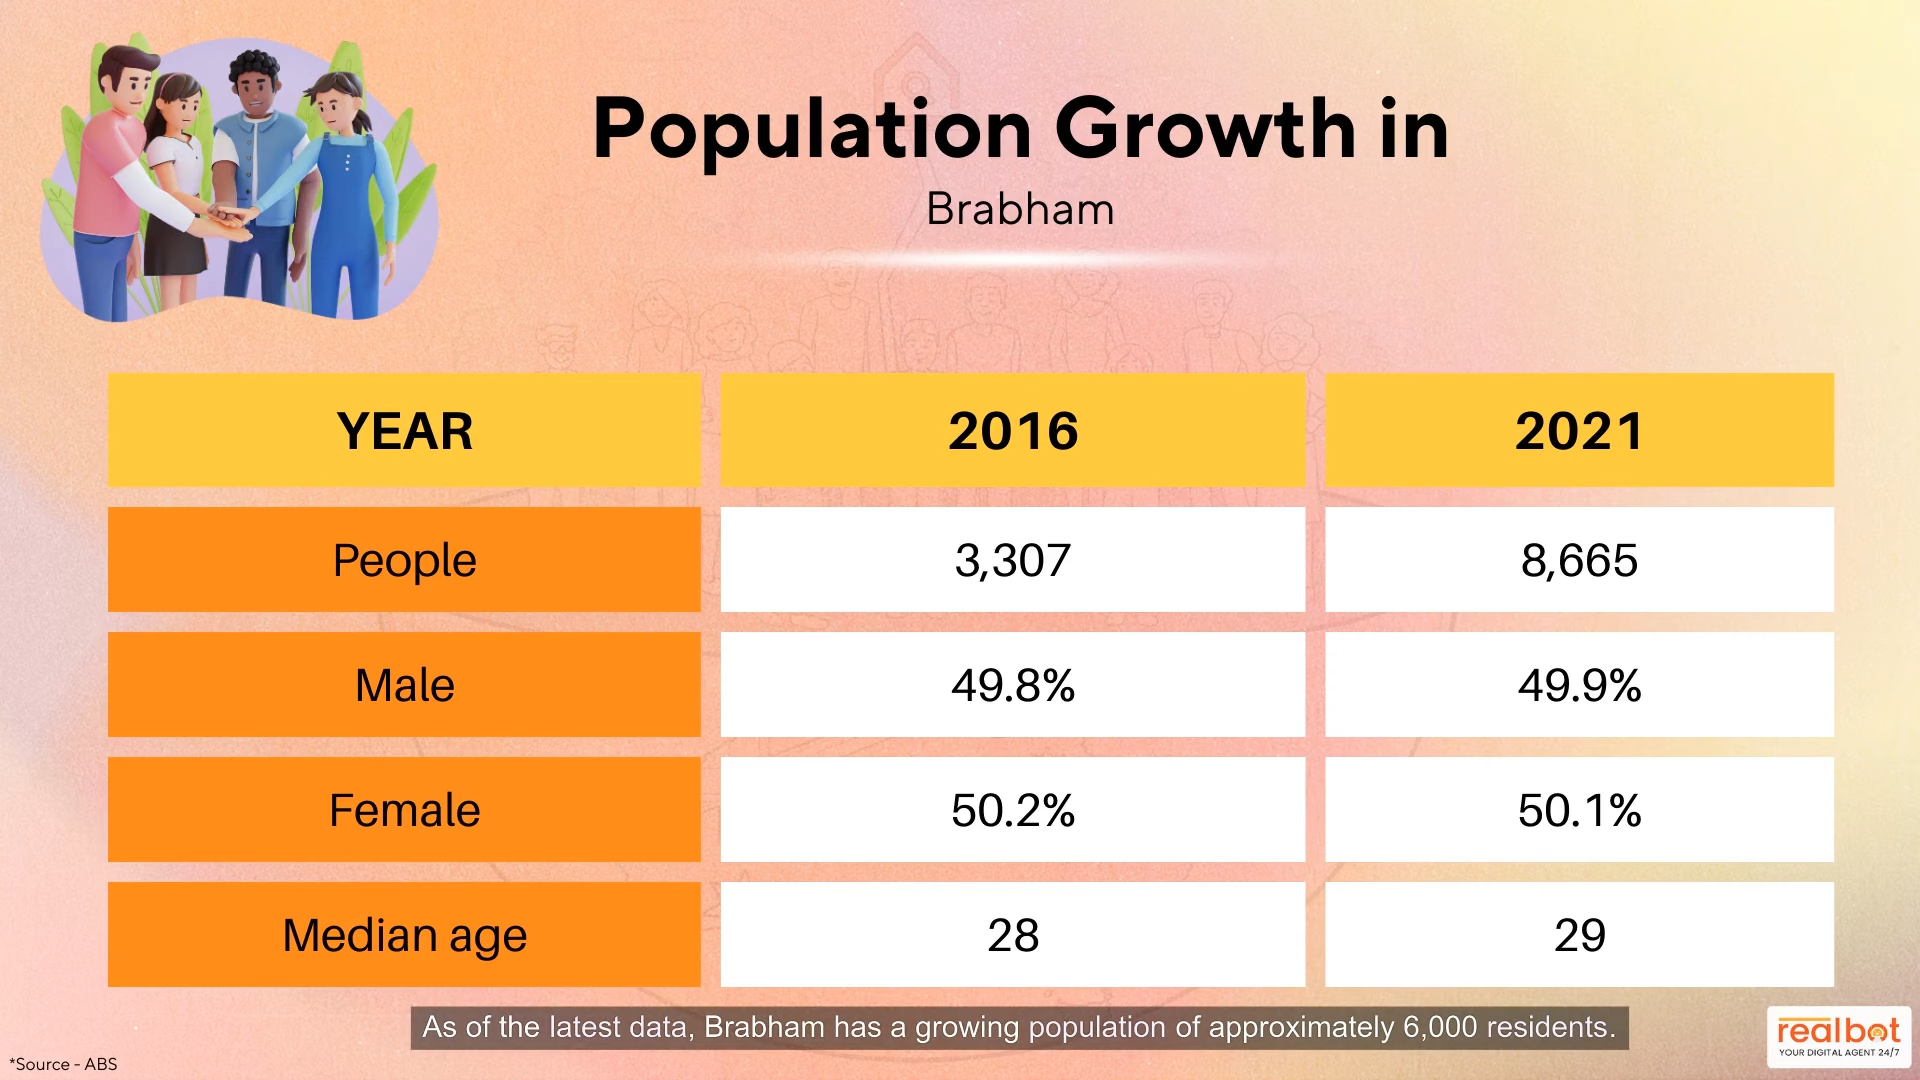 Population Growth in
Brabham
YEAR 2016 2021
People 3,307 8,665
Male 49.8% 49.9%
Female 50.2% 50.1%
Median age 28 29
As of the latest data, Brabham has a growing population of approximately 6,000 residents.
realbot
YOUR DIGITAL AGENT 24/7
*Source - ABS